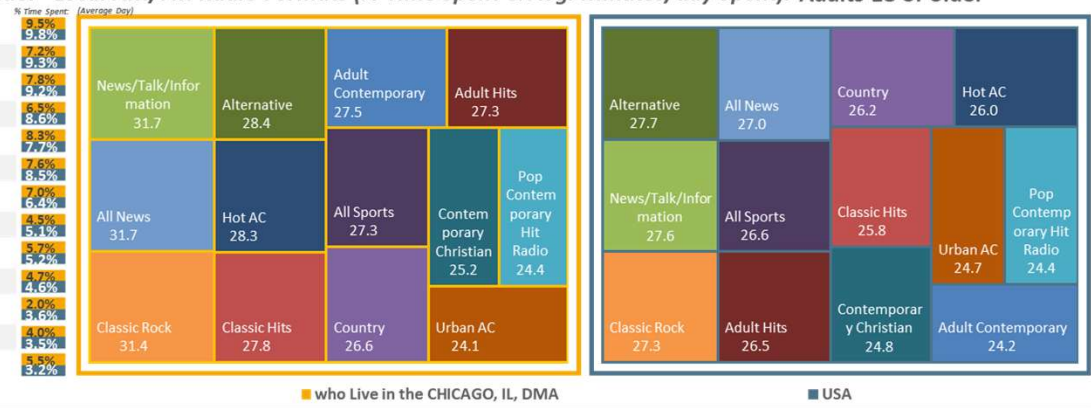 % Time Spent: (Average Day)
9.5%
9.8%
7.2%
9.3%
7.8%
9.2%
6.5%
8.6%
8.3%
7.7%
7.6%
8.5%
7.0%
6.4%
4.5%
5.1%
5.7%
5.2%
4.7%
4.6%
2.0%
3.6%
4.0%
3.5%
5.5%
3.2%
News/Talk/Infor
mation
31.7
Alternative
28.4
Adult
Contemporary
27.5
Adult Hits
27.3
All News
31.7
Hot AC
28.3
All Sports
27.3
Contem
porary
Christian
25.2
Pop
Contem
porary
Hit
Radio
24.4
Classic Rock
31.4
Classic Hits
27.8
Country
26.6
Urban AC
24.1
Alternative
27.7
All News
27.0
Country
26.2
Hot AC
26.0
News/Talk/Infor
mation
27.6
All Sports
26.6
Classic Hits
25.8
Urban AC
24.7
Pop
Contemp
orary Hit
Radio
24.4
Classic Rock
27.3
Adult Hits
26.5
Contemporar
y Christian
24.8
Adult Contemporary
24.2
who Live in the CHICAGO, IL, DMA
USA